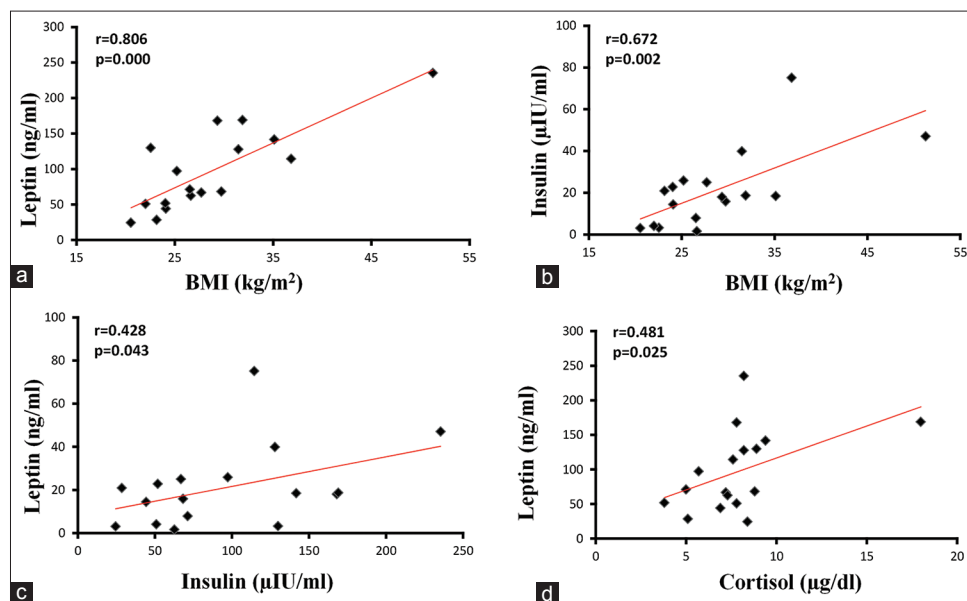 r=0.806
p=0.000
300
250
200
150
100
50
0
Leptin (ng/ml)
15 25 35 45 55
BMI (kg/m²)
a
r=0.672
p=0.002
100
80
60
40
20
0
Insulin (µIU/ml)
15 25 35 45 55
BMI (kg/m²)
b
r=0.428
p=0.043
80
60
40
20
0
Leptin (ng/ml)
0 50 100 150 200 250
Insulin (µIU/ml)
c
r=0.481
p=0.025
300
250
200
150
100
50
0
Leptin (ng/ml)
0 5 10 15 20
Cortisol (µg/dl)
d